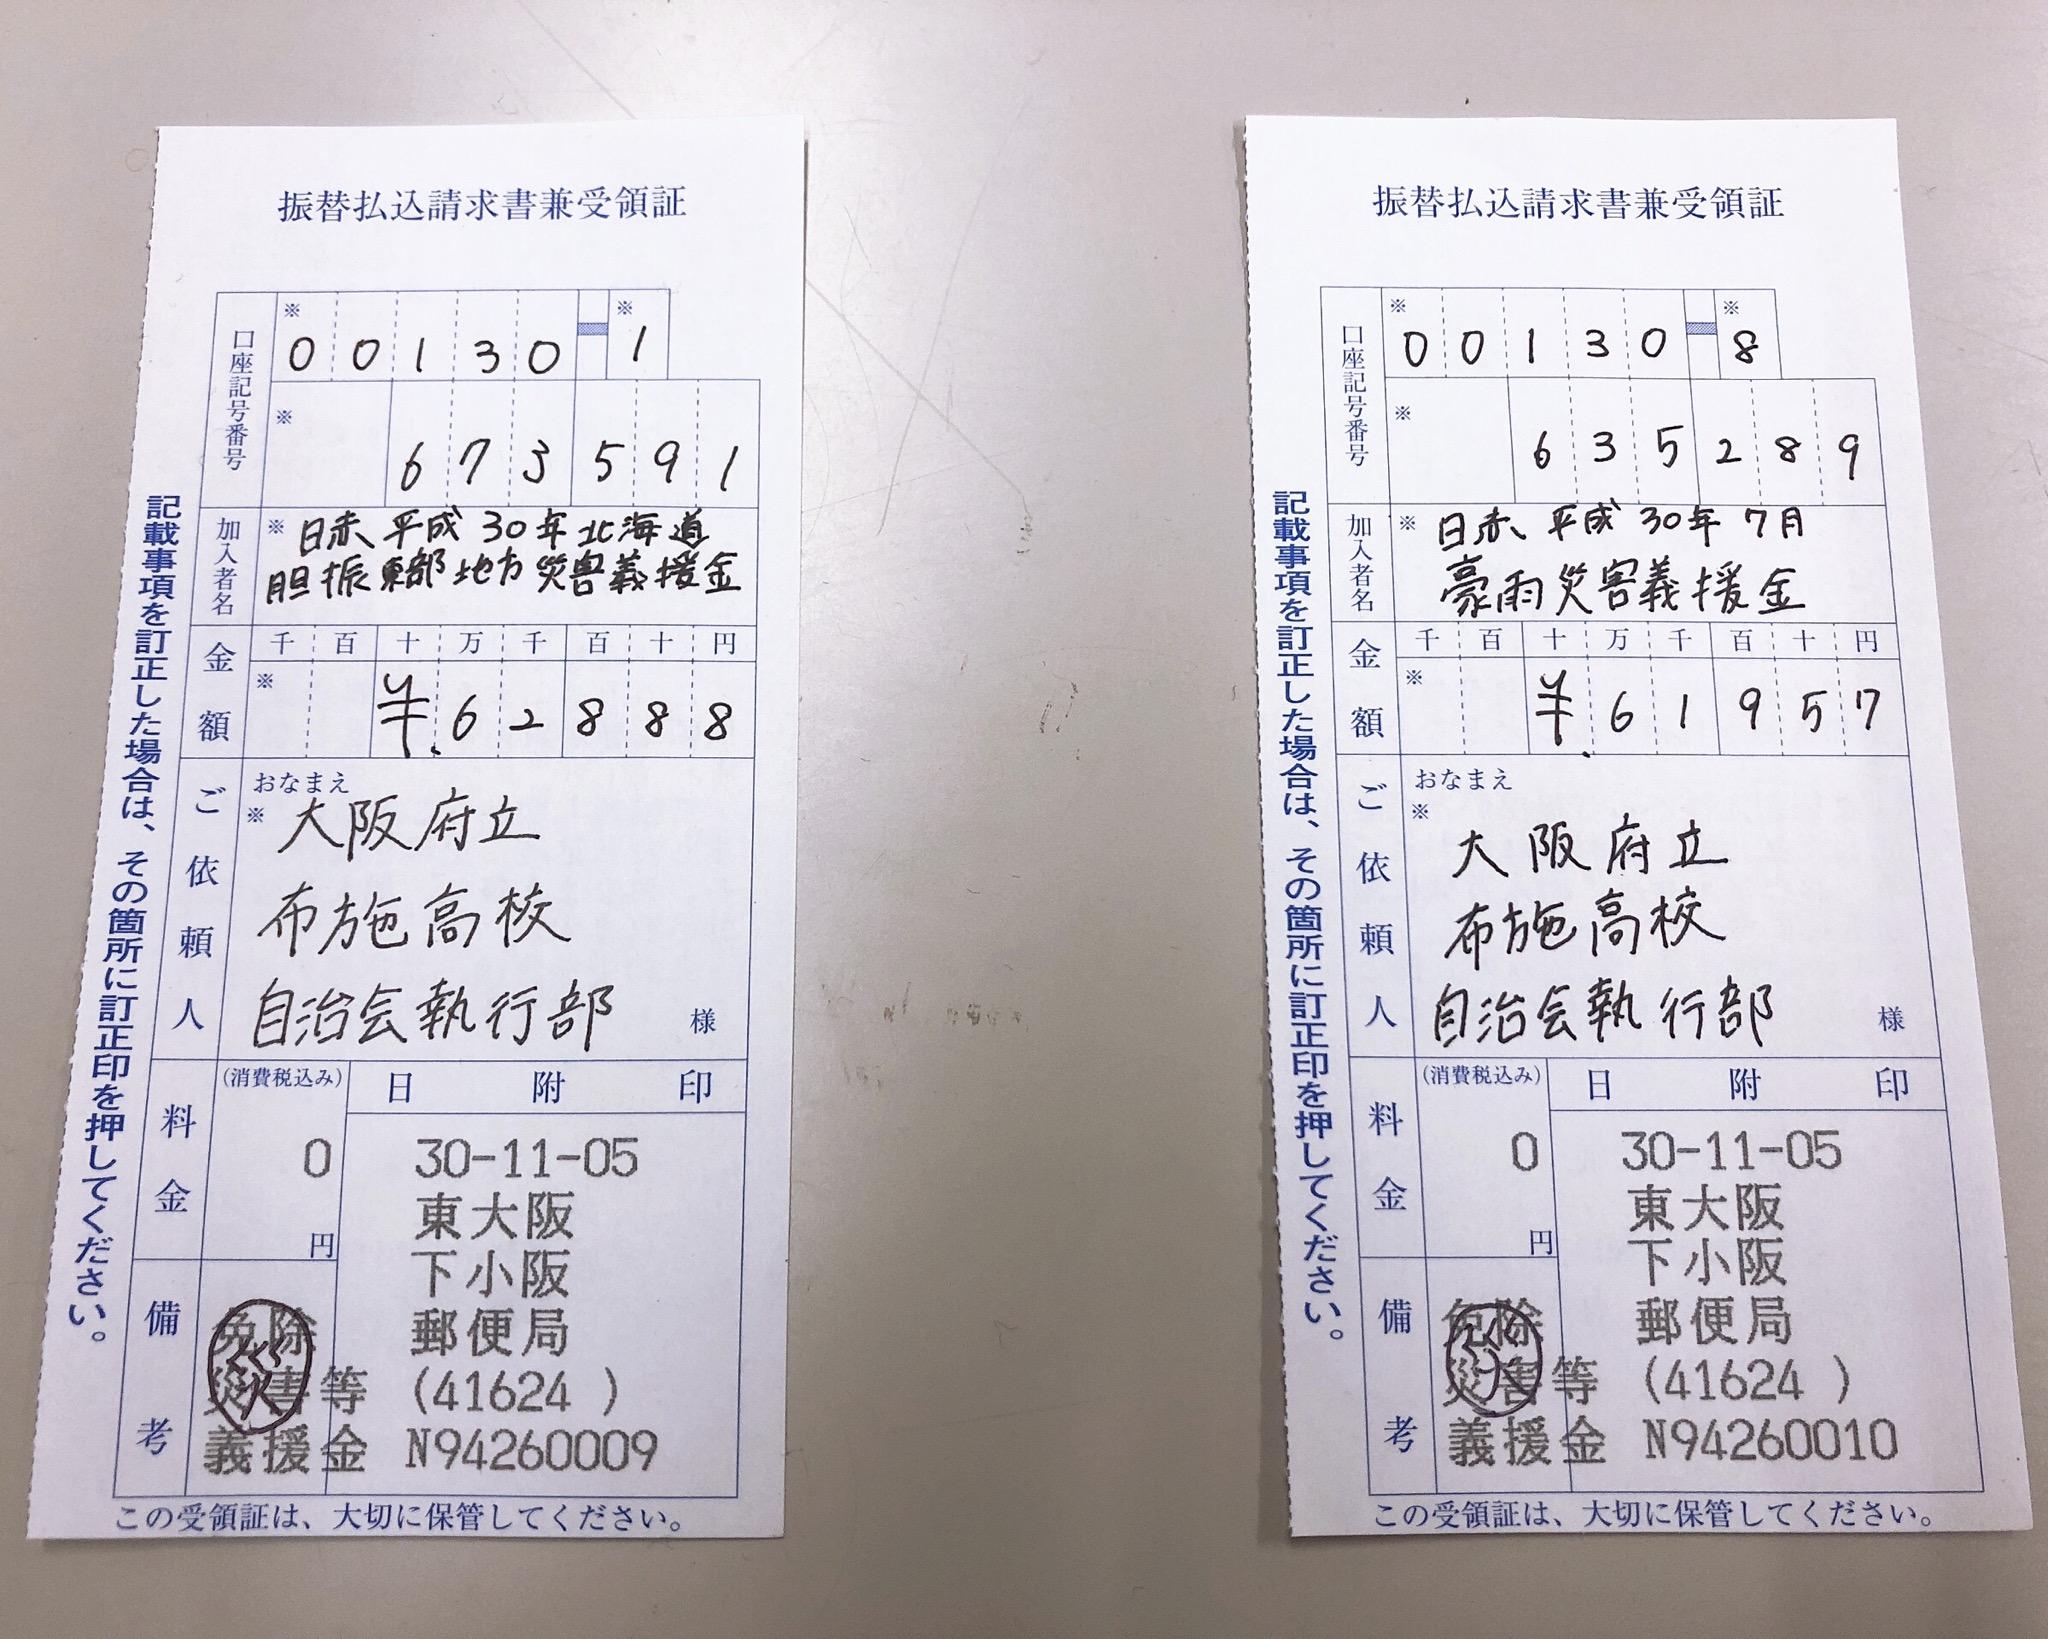 振替払込請求書兼受領証
口座記号番号
※ 00130 ※ 1
※ 673591
加入者名
※ 日赤 平成30年北海道
胆振東部地方災害義援金
金額
千 百 十 万 千 百 十 円
※ ¥62888
ご依頼人
おなまえ
※ 大阪府立
布施高校
自治会執行部 様
料金
(消費税込み)
0
円
日附印
30-11-05
東大阪
下小阪
郵便局
(41624 )
N94260009
備考
免除
災害等
義援金
災
記載事項を訂正した場合は、その箇所に訂正印を押してください。
この受領証は、大切に保管してください。
振替払込請求書兼受領証
口座記号番号
※ 00130 ※ 8
※ 635289
加入者名
※ 日赤 平成30年7月
豪雨災害義援金
金額
千 百 十 万 千 百 十 円
※ ¥61957
ご依頼人
おなまえ
※ 大阪府立
布施高校
自治会執行部 様
料金
(消費税込み)
0
円
日附印
30-11-05
東大阪
下小阪
郵便局
(41624 )
N94260010
備考
免除
災害等
義援金
災
記載事項を訂正した場合は、その箇所に訂正印を押してください。
この受領証は、大切に保管してください。